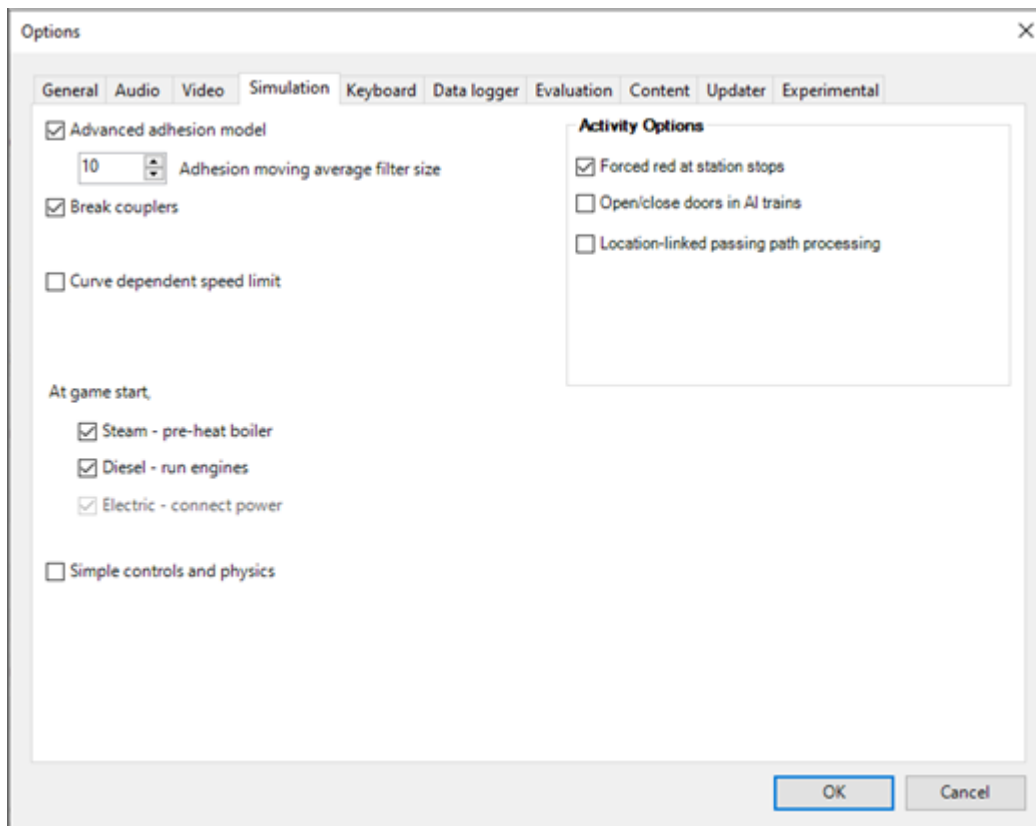 Options
General Audio Video Simulation Keyboard Data logger Evaluation Content Updater Experimental
Advanced adhesion model
10 Adhesion moving average filter size
Break couplers
Curve dependent speed limit
At game start,
Steam - pre-heat boiler
Diesel - run engines
Electric - connect power
Simple controls and physics
Activity Options
Forced red at station stops
Open/close doors in AI trains
Location-linked passing path processing
OK Cancel